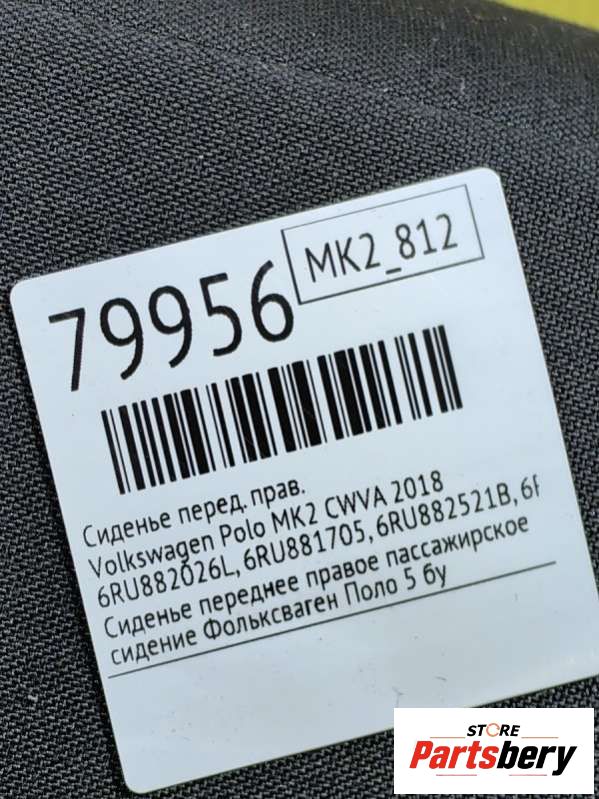 MK2_812
79956
Сиденье перед. прав.
Volkswagen Polo MK2 CWVA 2018
6RU882026L, 6RU881705, 6RU882521B, 6F
Сиденье переднее правое пассажирское
сидение Фольксваген Поло 5 бу
STORE
Partsbery